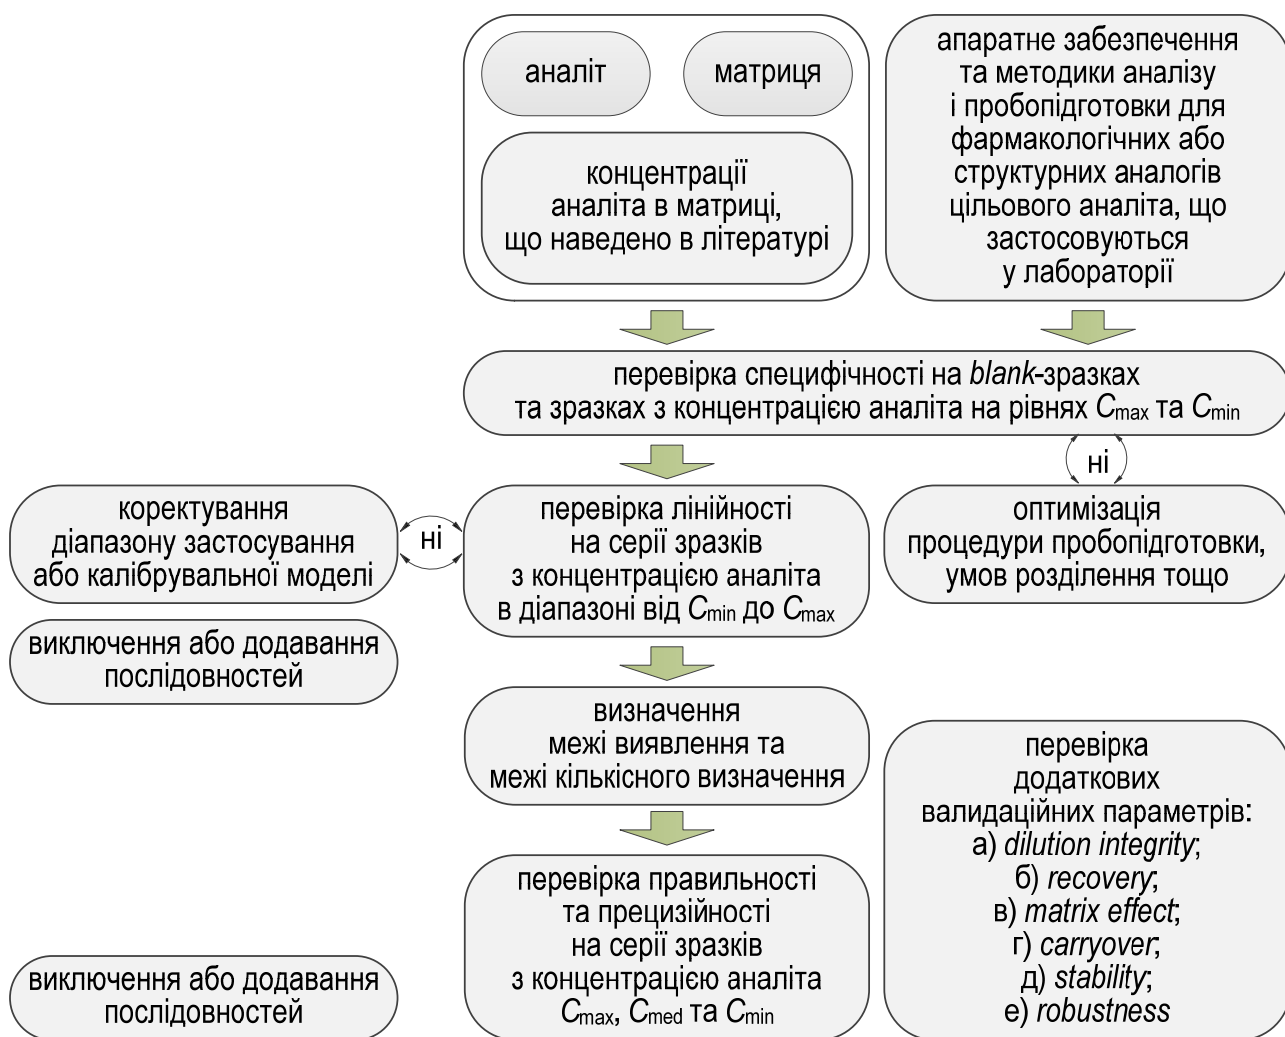 аналіт
матриця
концентрації
аналіта в матриці,
що наведено в літературі
апаратне забезпечення
та методики аналізу
і пробопідготовки для
фармакологічних або
структурних аналогів
цільового аналіта, що
застосовуються
у лабораторії
перевірка специфічності на blank-зразках
та зразках з концентрацією аналіта на рівнях Cmax та Cmin
ні
коректування
діапазону застосування
або калібрувальної моделі
ні
перевірка лінійності
на серії зразків
з концентрацією аналіта
в діапазоні від Cmin до Cmax
оптимізація
процедури пробопідготовки,
умов розділення тощо
виключення або додавання
послідовностей
визначення
межі виявлення та
межі кількісного визначення
перевірка
додаткових
валидаційних параметрів:
а) dilution integrity;
б) recovery;
в) matrix effect;
г) carryover;
д) stability;
е) robustness
перевірка правильності
та прецизійності
на серії зразків
з концентрацією аналіта
Cmax, Cmed та Cmin
виключення або додавання
послідовностей